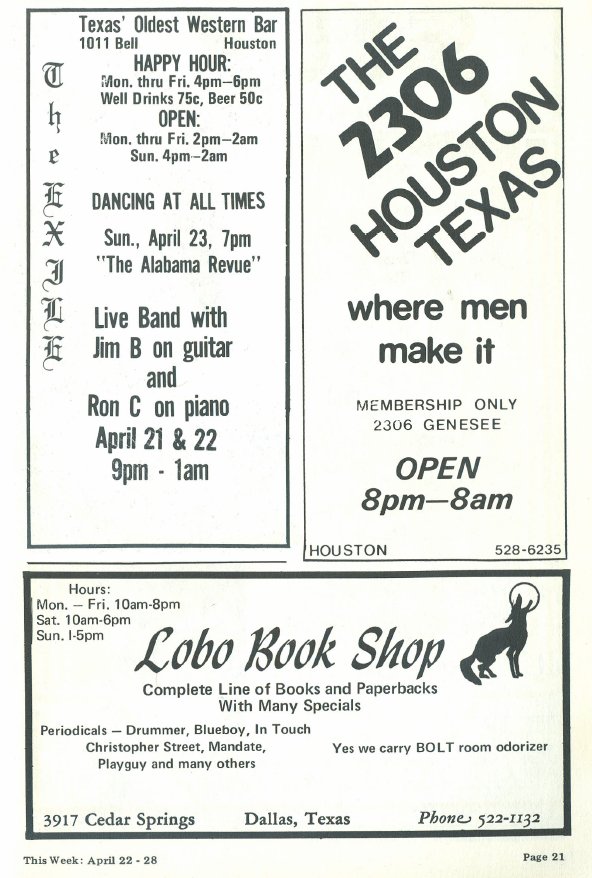 Texas' Oldest Western Bar
1011 Bell Houston
The EXILE
HAPPY HOUR:
Mon. thru Fri. 4pm—6pm
Well Drinks 75c, Beer 50c
OPEN:
Mon. thru Fri. 2pm—2am
Sun. 4pm—2am
DANCING AT ALL TIMES
Sun., April 23, 7pm
"The Alabama Revue"
Live Band with
Jim B on guitar
and
Ron C on piano
April 21 & 22
9pm - 1am
THE
2306
HOUSTON
TEXAS
where men
make it
MEMBERSHIP ONLY
2306 GENESEE
OPEN
8pm—8am
HOUSTON 528-6235
Hours:
Mon. — Fri. 10am-8pm
Sat. 10am-6pm
Sun. I-5pm
Lobo Book Shop
Complete Line of Books and Paperbacks
With Many Specials
Periodicals — Drummer, Blueboy, In Touch
Christopher Street, Mandate,
Playguy and many others
Yes we carry BOLT room odorizer
3917 Cedar Springs Dallas, Texas Phone 522-1132
This Week: April 22 - 28 Page 21